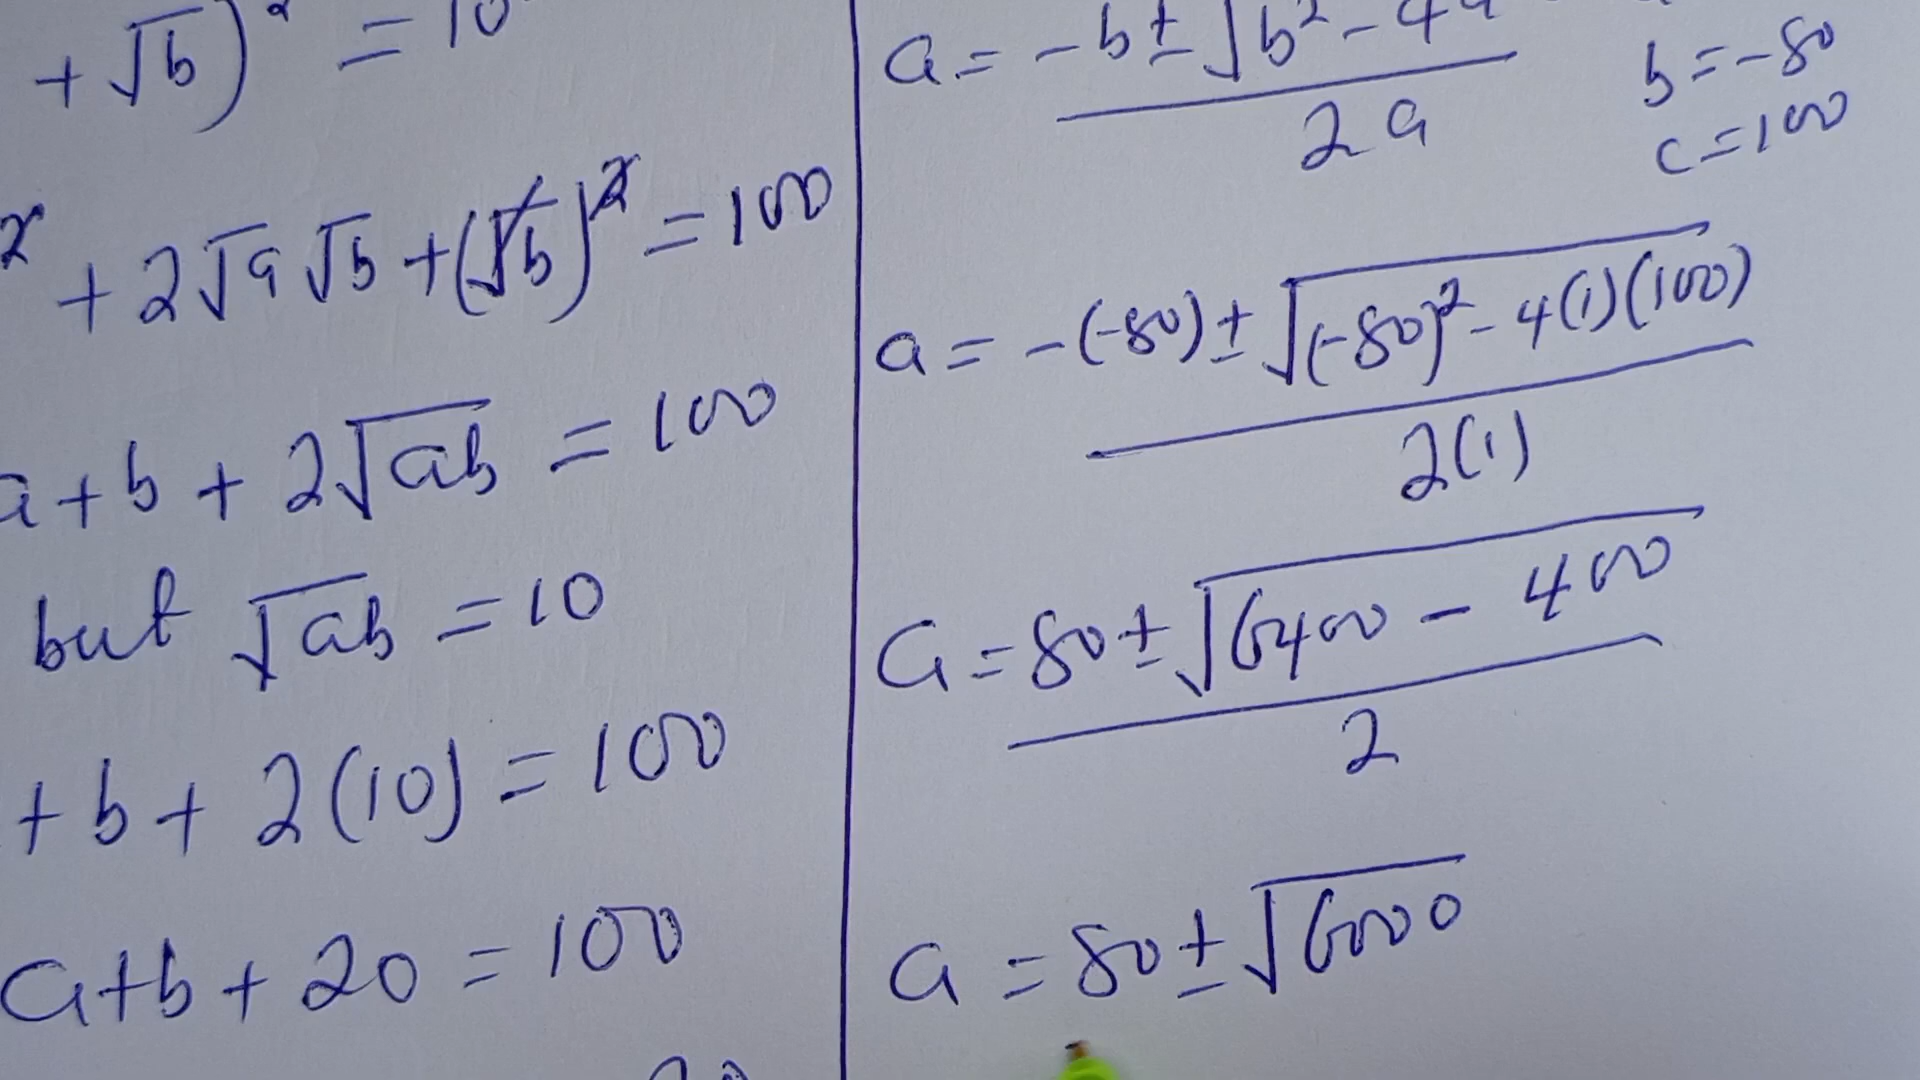 + √b)² = 10
² + 2√a √b + (√b)² = 100
a + b + 2√ab = 100
but √ab = 10
+ b + 2(10) = 100
a + b + 20 = 100
a = -b ± √b² - 4a
2a
b = -80
c = 100
a = -(-80) ± √(-80)² - 4(1)(100)
2(1)
a = 80 ± √6400 - 400
2
a = 80 ± √6000